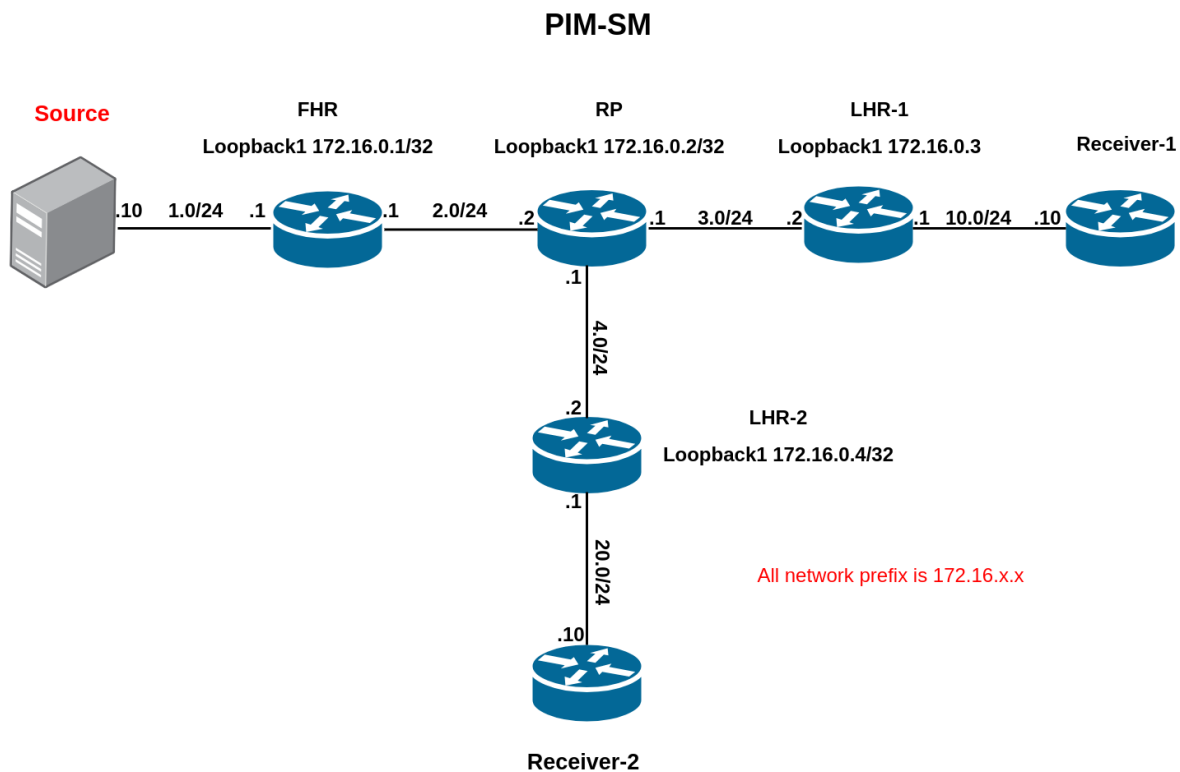 PIM-SM
Source
FHR
Loopback1 172.16.0.1/32
RP
Loopback1 172.16.0.2/32
LHR-1
Loopback1 172.16.0.3
Receiver-1
.10
1.0/24
.1
.1
2.0/24
.2
.1
3.0/24
.2
.1
10.0/24
.10
.1
4.0/24
.2
LHR-2
Loopback1 172.16.0.4/32
.1
20.0/24
All network prefix is 172.16.x.x
.10
Receiver-2